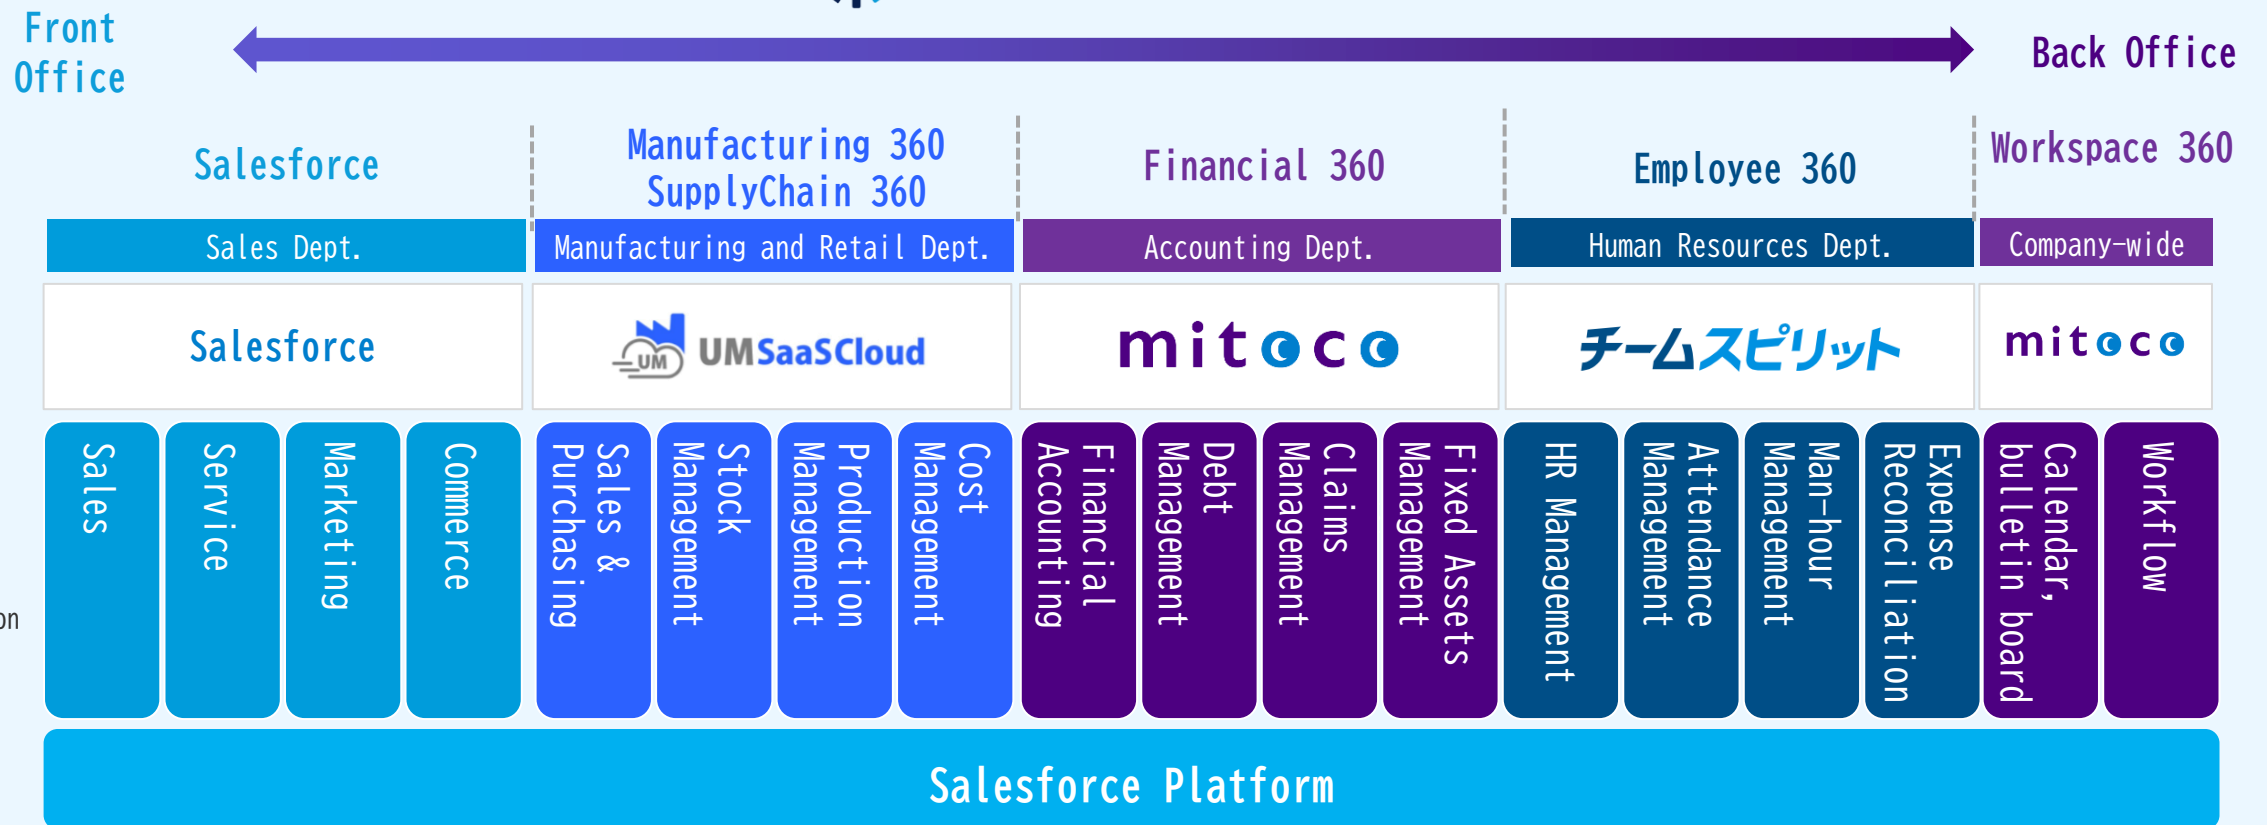 Front
Office
Back Office
Salesforce
Manufacturing 360
SupplyChain 360
Financial 360
Employee 360
Workspace 360
Sales Dept.
Manufacturing and Retail Dept.
Accounting Dept.
Human Resources Dept.
Company-wide
Salesforce
UM
UMSaaSCloud
mitoco
チームスピリット
mitoco
Sales
Service
Marketing
Commerce
Sales &
Purchasing
Stock
Management
Production
Management
Cost
Management
Financial
Accounting
Debt
Management
Claims
Management
Fixed Assets
Management
HR Management
Attendance
Management
Man-hour
Management
Expense
Reconciliation
Calendar,
bulletin board
Workflow
on
Salesforce Platform